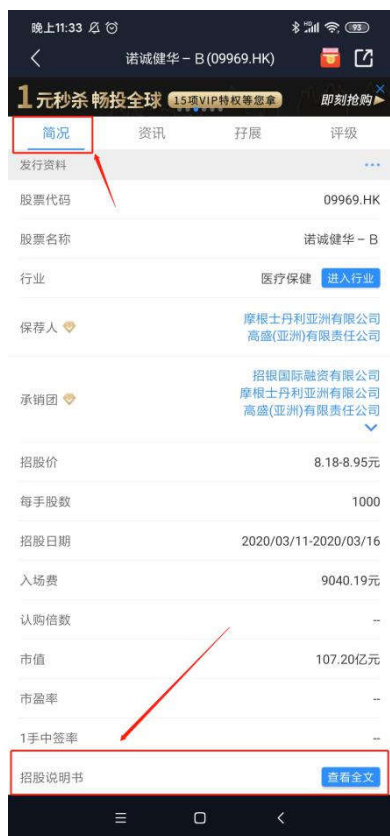 晚上11:33
93
诺诚健华－B(09969.HK)
1元秒杀 畅投全球 15项VIP特权等您拿 即刻抢购
简况 资讯 孖展 评级
发行资料
股票代码 09969.HK
股票名称 诺诚健华－B
行业 医疗保健 进入行业
保荐人 摩根士丹利亚洲有限公司
高盛(亚洲)有限责任公司
招银国际融资有限公司
承销团 摩根士丹利亚洲有限公司
高盛(亚洲)有限责任公司
招股价 8.18-8.95元
每手股数 1000
招股日期 2020/03/11-2020/03/16
入场费 9040.19元
认购倍数 --
市值 107.20亿元
市盈率 --
1手中签率 --
招股说明书 查看全文